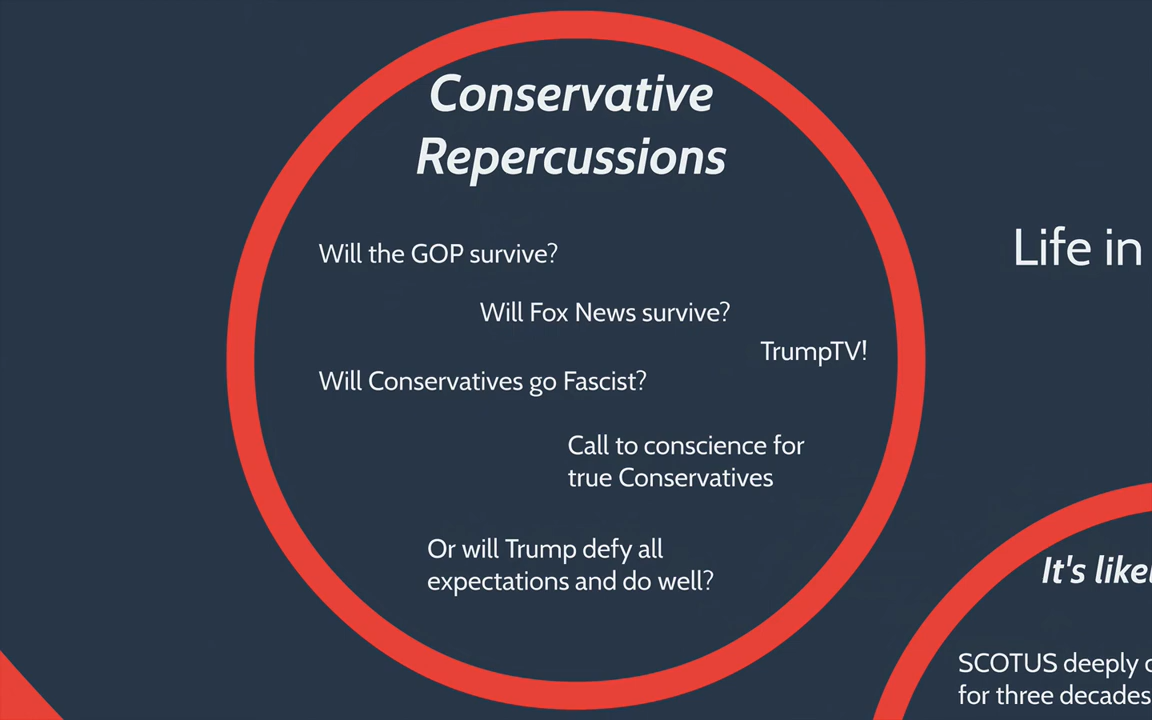 Conservative
Repercussions
Will the GOP survive?
Will Fox News survive?
TrumpTV!
Will Conservatives go Fascist?
Call to conscience for
true Conservatives
Or will Trump defy all
expectations and do well?
Life in
It's
SCOTUS deeply
for three decades